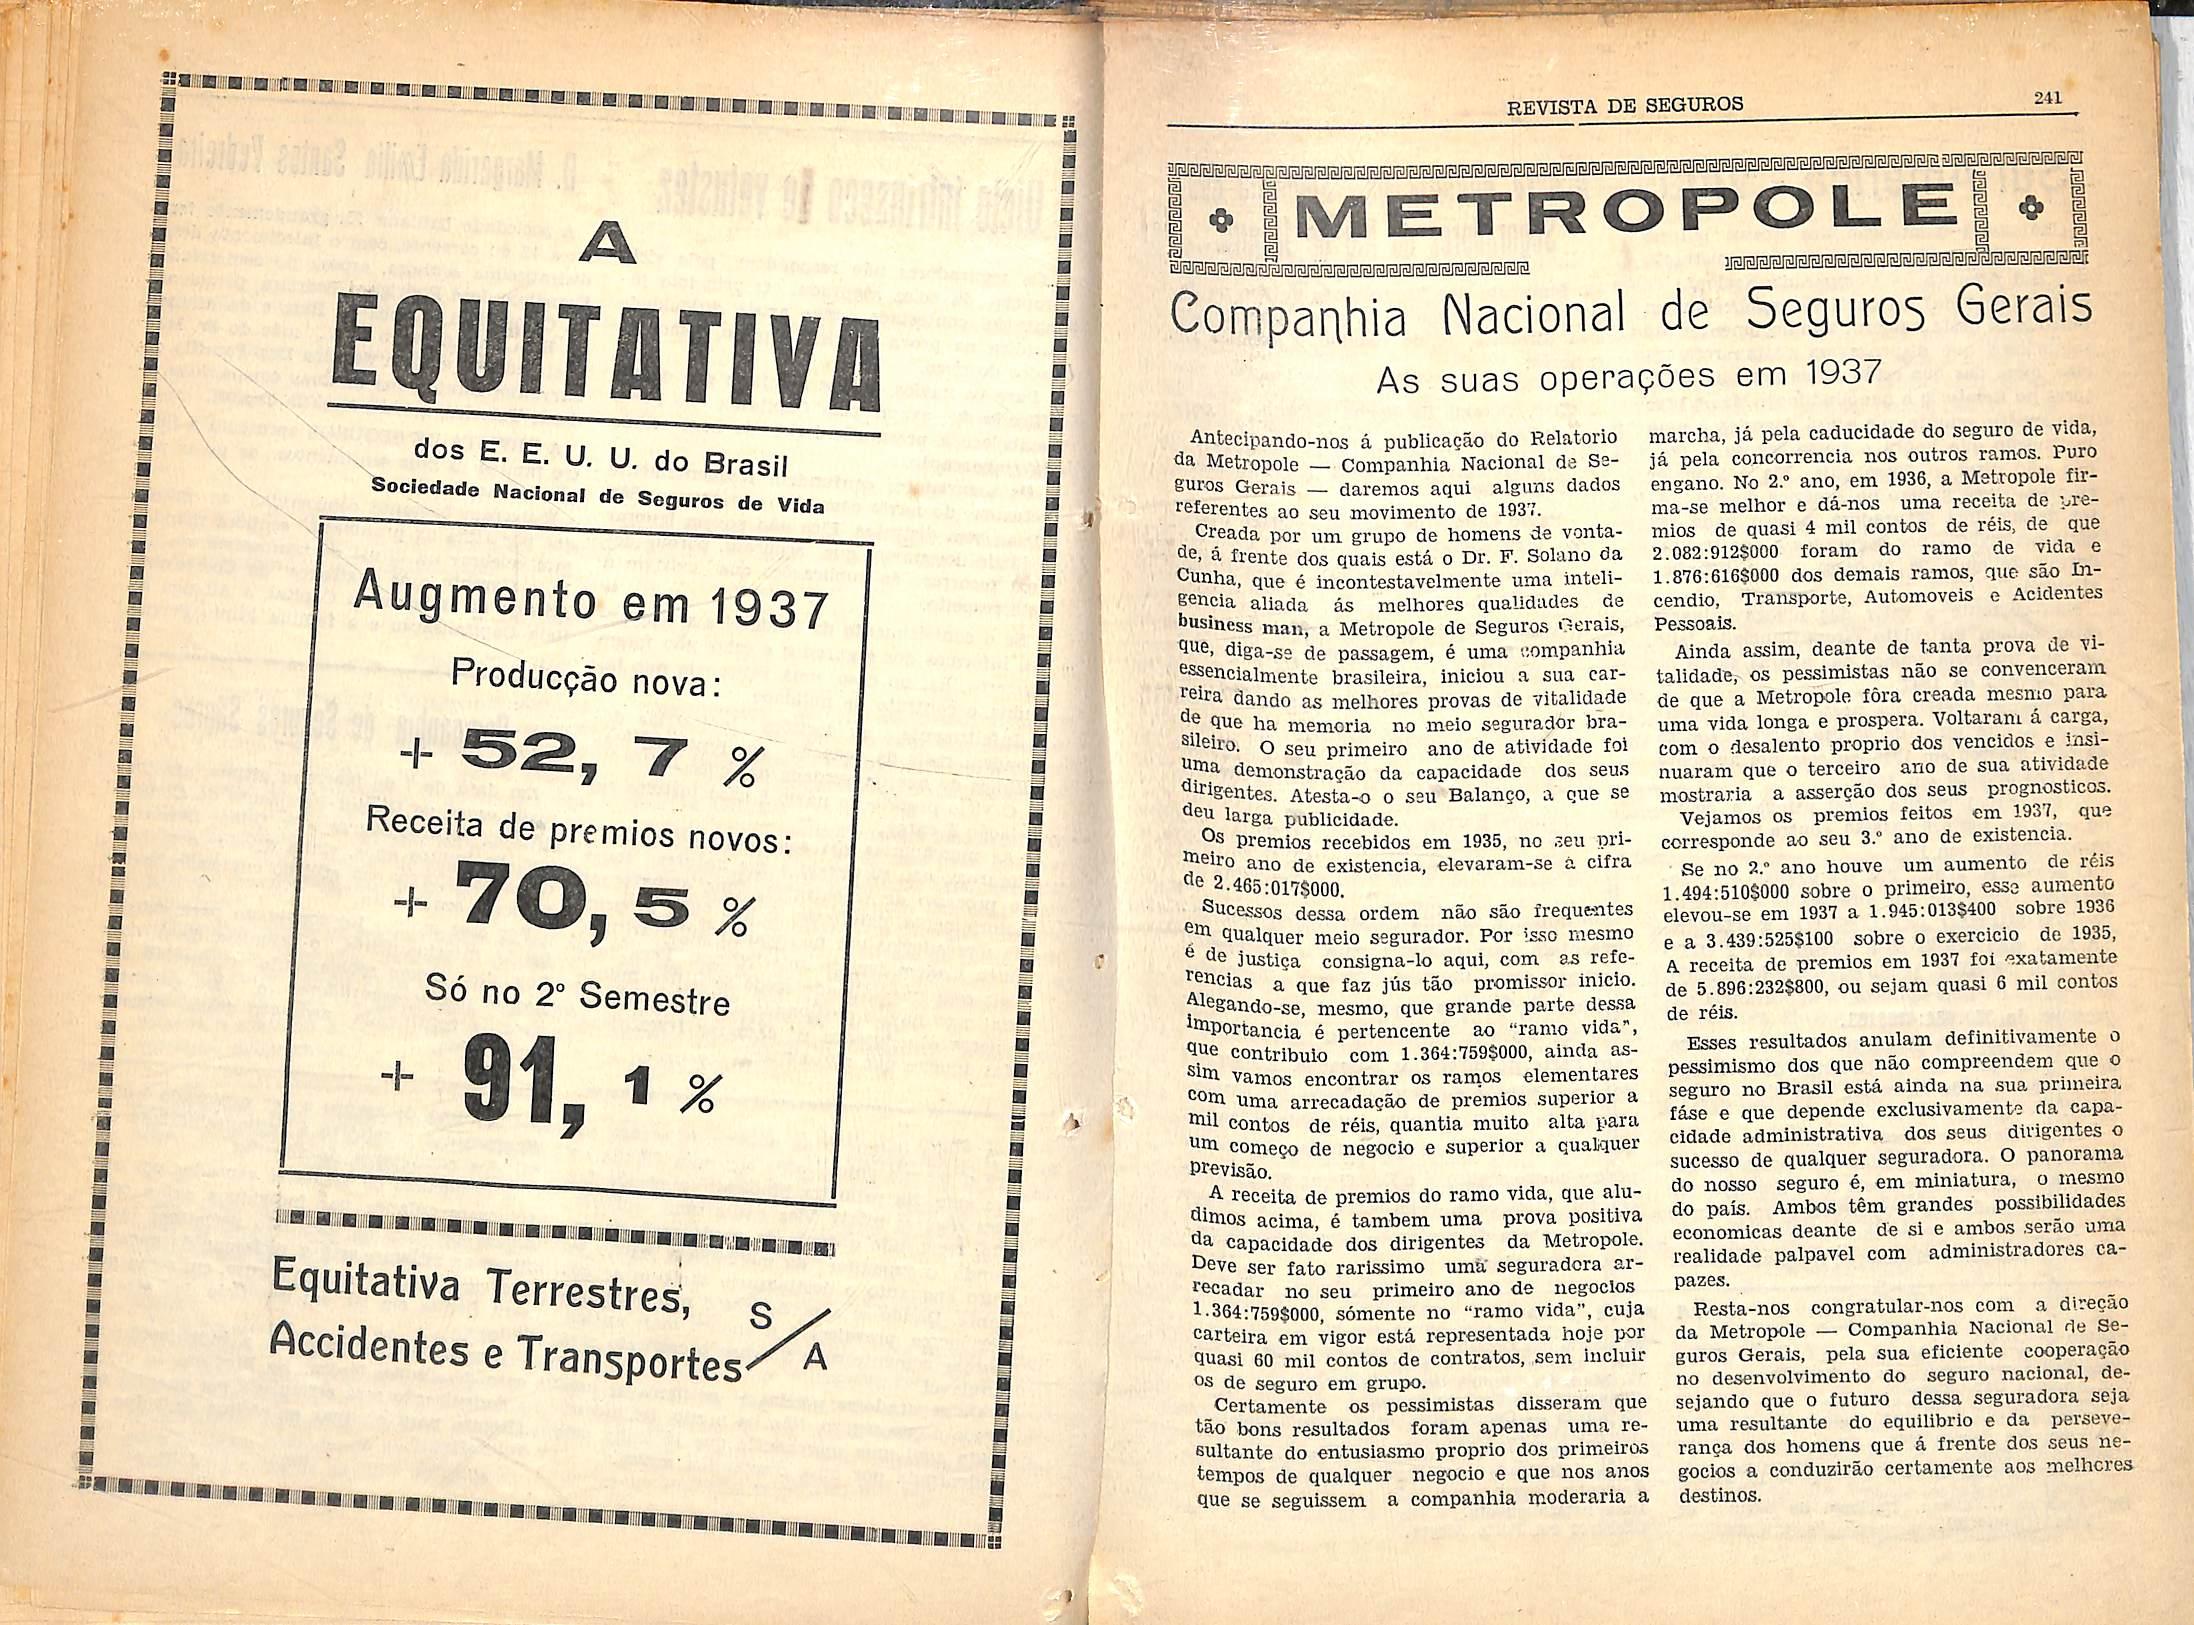 A
EQUITATIVA
dos E. E. U. U. do Brasil
Sociedade Nacional de Seguros de Vida
Augmento em 1937
Producção nova:
+ 52, 7 %
Receita de premios novos:
+ 70, 5 %
Só no 2º Semestre
+ 91, 1 %
Equitativa Terrestres,
Accidentes e Transportes S/A
REVISTA DE SEGUROS 241
METROPOLE
Companhia Nacional de Seguros Gerais
As suas operações em 1937
Antecipando-nos á publicação do Relatorio
da Metropole — Companhia Nacional de Se-
guros Gerais — daremos aqui alguns dados
referentes ao seu movimento de 1937.
Creada por um grupo de homens de vonta-
de, á frente dos quais está o Dr. F. Solano da
Cunha, que é incontestavelmente uma inteli-
gencia aliada ás melhores qualidades de
business man, a Metropole de Seguros Gerais,
que, diga-se de passagem, é uma companhia
essencialmente brasileira, iniciou a sua car-
reira dando as melhores provas de vitalidade
de que ha memoria no meio segurador bra-
sileiro. O seu primeiro ano de atividade foi
uma demonstração da capacidade dos seus
dirigentes. Atesta-o o seu Balanço, a que se
deu larga publicidade.
Os premios recebidos em 1935, no seu pri-
meiro ano de existencia, elevaram-se à cifra
de 2.465:017$000.
Sucessos dessa ordem não são frequentes
em qualquer meio segurador. Por isso mesmo
é de justiça consigna-lo aqui, com as refe-
rencias a que faz jús tão promissor inicio.
Alegando-se, mesmo, que grande parte dessa
importancia é pertencente ao "ramo vida",
que contribuio com 1.364:759$000, ainda as-
sim vamos encontrar os ramos elementares
com uma arrecadação de premios superior a
mil contos de réis, quantia muito alta para
um começo de negocio e superior a qualquer
previsão.
A receita de premios do ramo vida, que alu-
dimos acima, é tambem uma prova positiva
da capacidade dos dirigentes da Metropole.
Deve ser fato rarissimo uma seguradora ar-
recadar no seu primeiro ano de negocios
1.364:759$000, sómente no "ramo vida", cuja
carteira em vigor está representada hoje por
quasi 60 mil contos de contratos, sem incluir
os de seguro em grupo.
Certamente os pessimistas disseram que
tão bons resultados foram apenas uma re-
sultante do entusiasmo proprio dos primeiros
tempos de qualquer negocio e que nos anos
que se seguissem a companhia moderaria a
marcha, já pela caducidade do seguro de vida,
já pela concorrencia nos outros ramos. Puro
engano. No 2.º ano, em 1936, a Metropole fir-
ma-se melhor e dá-nos uma receita de pre-
mios de quasi 4 mil contos de réis, de que
2.082:912$000 foram do ramo de vida e
1.876:616$000 dos demais ramos, que são In-
cendio, Transporte, Automoveis e Acidentes
Pessoais.
Ainda assim, deante de tanta prova de vi-
talidade, os pessimistas não se convenceram
de que a Metropole fôra creada mesmo para
uma vida longa e prospera. Voltaram á carga,
com o desalento proprio dos vencidos e insi-
nuaram que o terceiro ano de sua atividade
mostraria a asserção dos seus prognosticos.
Vejamos os premios feitos em 1937, que
corresponde ao seu 3.º ano de existencia.
Se no 2.º ano houve um aumento de réis
1.494:510$000 sobre o primeiro, esse aumento
elevou-se em 1937 a 1.945:013$400 sobre 1936
e a 3.439:525$100 sobre o exercicio de 1935,
A receita de premios em 1937 foi exatamente
de 5.896:232$800, ou sejam quasi 6 mil contos
de réis.
Esses resultados anulam definitivamente o
pessimismo dos que não compreendem que o
seguro no Brasil está ainda na sua primeira
fáse e que depende exclusivamente da capa-
cidade administrativa dos seus dirigentes o
sucesso de qualquer seguradora. O panorama
do nosso seguro é, em miniatura, o mesmo
do país. Ambos têm grandes possibilidades
economicas deante de si e ambos serão uma
realidade palpavel com administradores ca-
pazes.
Resta-nos congratular-nos com a direção
da Metropole — Companhia Nacional de Se-
guros Gerais, pela sua eficiente cooperação
no desenvolvimento do seguro nacional, de-
sejando que o futuro dessa seguradora seja
uma resultante do equilibrio e da perseve-
rança dos homens que á frente dos seus ne-
gocios a conduzirão certamente aos melhores
destinos.